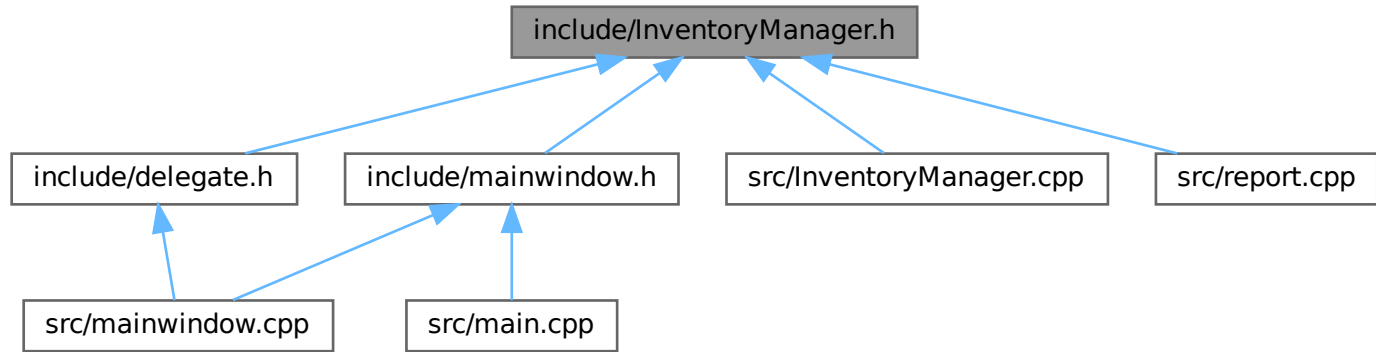 include/InventoryManager.h
include/delegate.h
include/mainwindow.h
src/InventoryManager.cpp
src/report.cpp
src/mainwindow.cpp
src/main.cpp